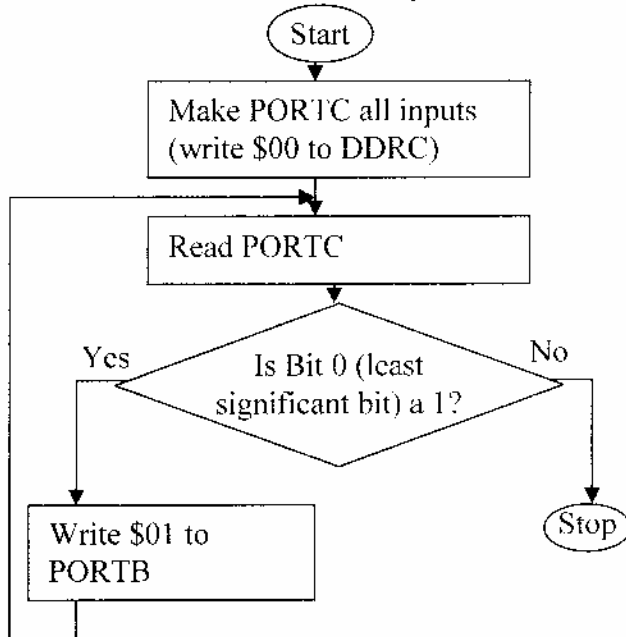 Start
Make PORTC all inputs
(write $00 to DDRC)
Read PORTC
Yes
No
Is Bit 0 (least
significant bit) a 1?
Write $01 to
PORTB
Stop